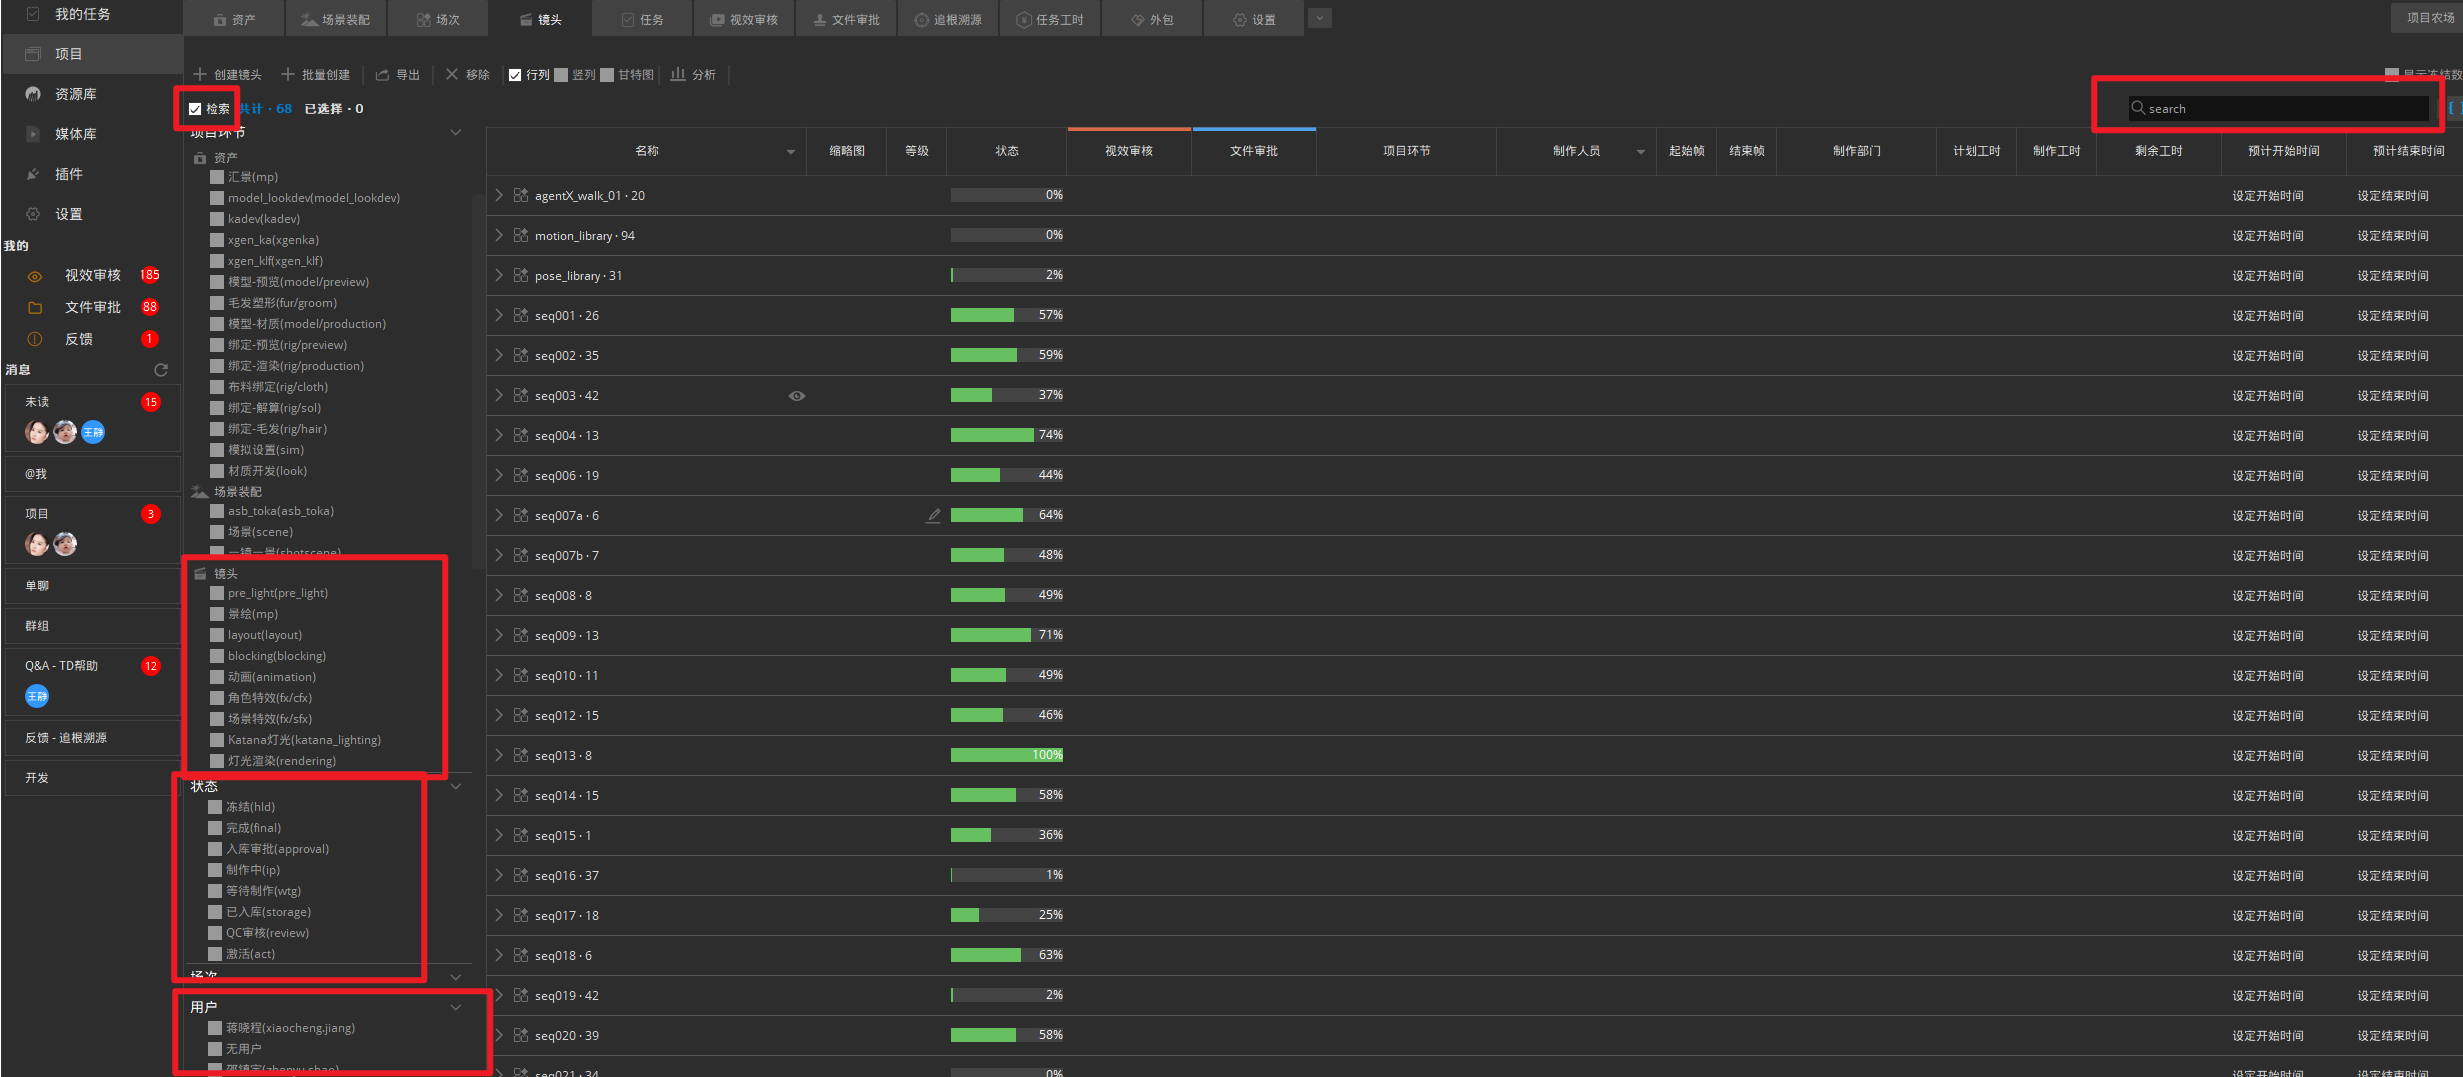 我的任务
项目
资源库
媒体库
插件
设置
我的
视效审核 185
文件审批 88
反馈 1
消息
未读 15
王静
@我
项目 3
单聊
群组
Q&A - TD帮助 12
王静
反馈 - 追根溯源
开发
资产 场景装配 场次 镜头 任务 视效审核 文件审批 追根溯源 任务工时 外包 设置 项目农场
创建镜头 批量创建 导出 移除 行列 竖列 甘特图 分析 显示冻结数
检索 共计 · 68 已选择 · 0 search
项目环节
资产
汇景(mp)
model_lookdev(model_lookdev)
kadev(kadev)
xgen_ka(xgenka)
xgen_klf(xgen_klf)
模型-预览(model/preview)
毛发塑形(fur/groom)
模型-材质(model/production)
绑定-预览(rig/preview)
绑定-渲染(rig/production)
布料绑定(rig/cloth)
绑定-解算(rig/sol)
绑定-毛发(rig/hair)
模拟设置(sim)
材质开发(look)
场景装配
asb_toka(asb_toka)
场景(scene)
一镜一景(shotscene)
镜头
pre_light(pre_light)
景绘(mp)
layout(layout)
blocking(blocking)
动画(animation)
角色特效(fx/cfx)
场景特效(fx/sfx)
Katana灯光(katana_lighting)
灯光渲染(rendering)
状态
冻结(hld)
完成(final)
入库审批(approval)
制作中(ip)
等待制作(wtg)
已入库(storage)
QC审核(review)
激活(act)
场次
用户
蒋晓程(xiaocheng.jiang)
无用户
名称 缩略图 等级 状态 视效审核 文件审批 项目环节 制作人员 起始帧 结束帧 制作部门 计划工时 制作工时 剩余工时 预计开始时间 预计结束时间
agentX_walk_01 · 20 0% 设定开始时间 设定结束时间
motion_library · 94 0% 设定开始时间 设定结束时间
pose_library · 31 2% 设定开始时间 设定结束时间
seq001 · 26 57% 设定开始时间 设定结束时间
seq002 · 35 59% 设定开始时间 设定结束时间
seq003 · 42 37% 设定开始时间 设定结束时间
seq004 · 13 74% 设定开始时间 设定结束时间
seq006 · 19 44% 设定开始时间 设定结束时间
seq007a · 6 64% 设定开始时间 设定结束时间
seq007b · 7 48% 设定开始时间 设定结束时间
seq008 · 8 49% 设定开始时间 设定结束时间
seq009 · 13 71% 设定开始时间 设定结束时间
seq010 · 11 49% 设定开始时间 设定结束时间
seq012 · 15 46% 设定开始时间 设定结束时间
seq013 · 8 100% 设定开始时间 设定结束时间
seq014 · 15 58% 设定开始时间 设定结束时间
seq015 · 1 36% 设定开始时间 设定结束时间
seq016 · 37 1% 设定开始时间 设定结束时间
seq017 · 18 25% 设定开始时间 设定结束时间
seq018 · 6 63% 设定开始时间 设定结束时间
seq019 · 42 2% 设定开始时间 设定结束时间
seq020 · 39 58% 设定开始时间 设定结束时间
seq021 · 34 0% 设定开始时间 设定结束时间